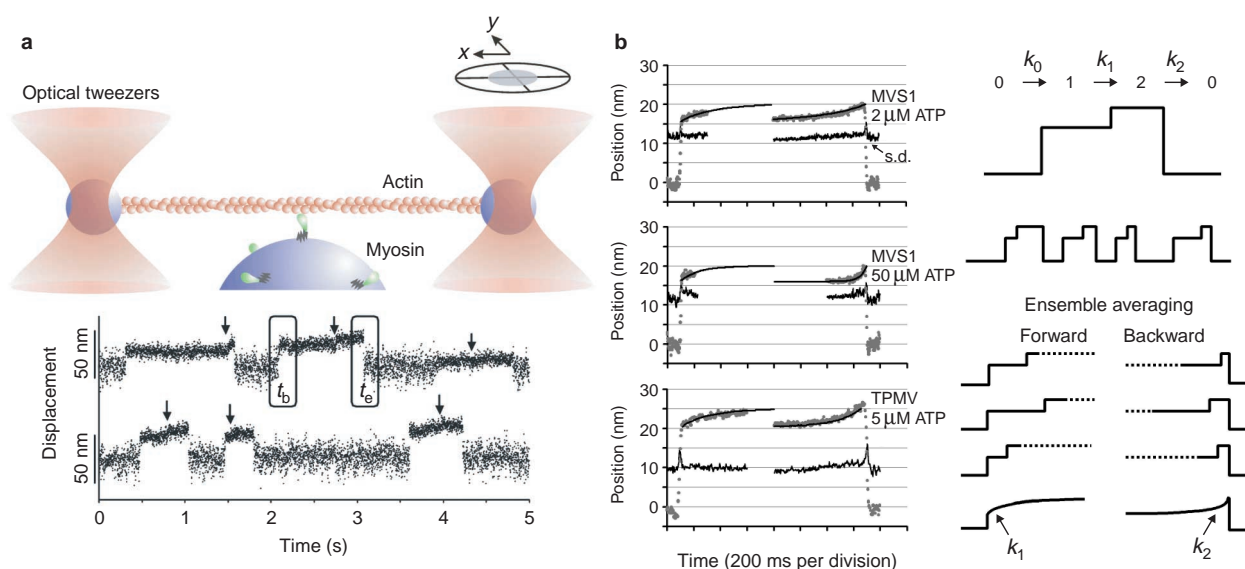 a
y
x
Optical tweezers
Actin
Myosin
Displacement
50 nm
50 nm
t_b
t_e
0 1 2 3 4 5
Time (s)
b
Position (nm)
30
20
10
0
MVS1
2 µM ATP
s.d.
Position (nm)
30
20
10
0
MVS1
50 µM ATP
Position (nm)
30
20
10
0
TPMV
5 µM ATP
Time (200 ms per division)
k_0 k_1 k_2
0 1 2 0
Ensemble averaging
Forward Backward
k_1 k_2